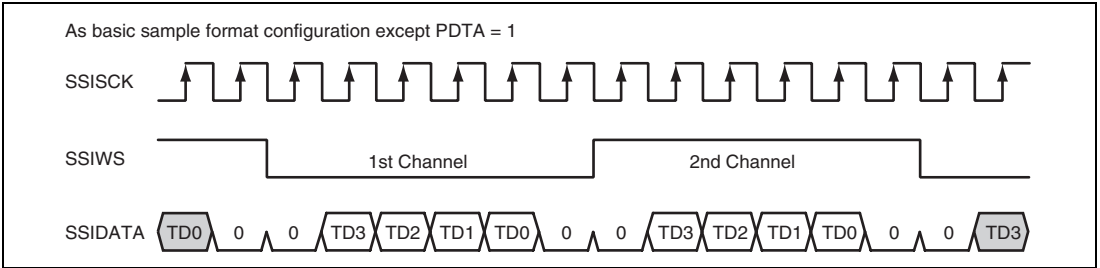 As basic sample format configuration except PDTA = 1
SSISCK
SSIWS 1st Channel 2nd Channel
SSIDATA TD0 0 0 TD3 TD2 TD1 TD0 0 0 TD3 TD2 TD1 TD0 0 0 TD3